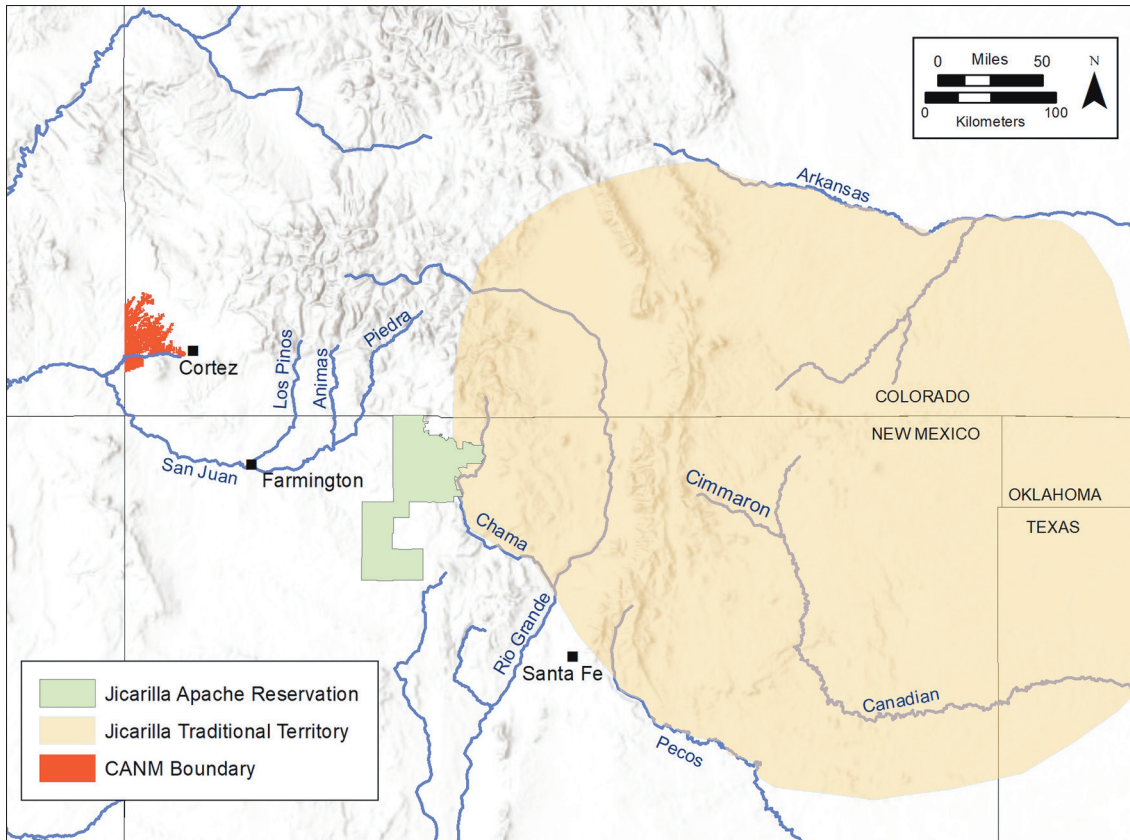 0 Miles 50
N
0 Kilometers 100
Arkansas
Piedra
Los Pinos
Animas
Cortez
COLORADO
NEW MEXICO
San Juan
Farmington
Cimmaron
OKLAHOMA
TEXAS
Chama
Rio Grande
Santa Fe
Canadian
Pecos
Jicarilla Apache Reservation
Jicarilla Traditional Territory
CANM Boundary